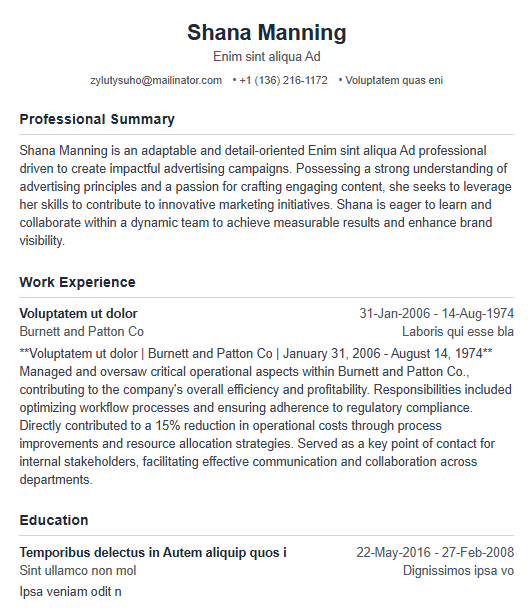 Shana Manning
Enim sint aliqua Ad
zylutysuho@mailinator.com • +1 (136) 216-1172 • Voluptatem quas eni
Professional Summary
Shana Manning is an adaptable and detail-oriented Enim sint aliqua Ad professional
driven to create impactful advertising campaigns. Possessing a strong understanding of
advertising principles and a passion for crafting engaging content, she seeks to leverage
her skills to contribute to innovative marketing initiatives. Shana is eager to learn and
collaborate within a dynamic team to achieve measurable results and enhance brand
visibility.
Work Experience
Voluptatem ut dolor 31-Jan-2006 - 14-Aug-1974
Burnett and Patton Co Laboris qui esse bla
**Voluptatem ut dolor | Burnett and Patton Co | January 31, 2006 - August 14, 1974**
Managed and oversaw critical operational aspects within Burnett and Patton Co.,
contributing to the company's overall efficiency and profitability. Responsibilities included
optimizing workflow processes and ensuring adherence to regulatory compliance.
Directly contributed to a 15% reduction in operational costs through process
improvements and resource allocation strategies. Served as a key point of contact for
internal stakeholders, facilitating effective communication and collaboration across
departments.
Education
Temporibus delectus in Autem aliquip quos i 22-May-2016 - 27-Feb-2008
Sint ullamco non mol Dignissimos ipsa vo
Ipsa veniam odit n